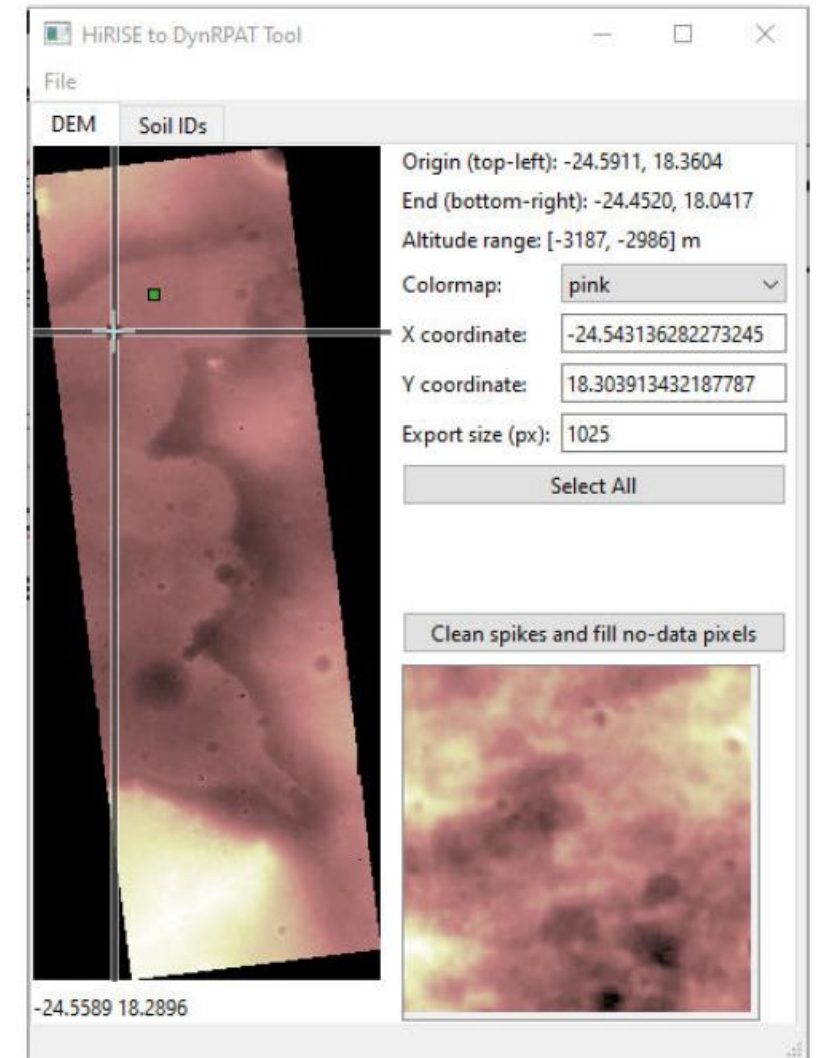 HiRISE to DynRPAT Tool
File
DEM Soil IDs
Origin (top-left): -24.5911, 18.3604
End (bottom-right): -24.4520, 18.0417
Altitude range: [-3187, -2986] m
Colormap: pink
X coordinate: -24.543136282273245
Y coordinate: 18.303913432187787
Export size (px): 1025
Select All
Clean spikes and fill no-data pixels
-24.5589 18.2896